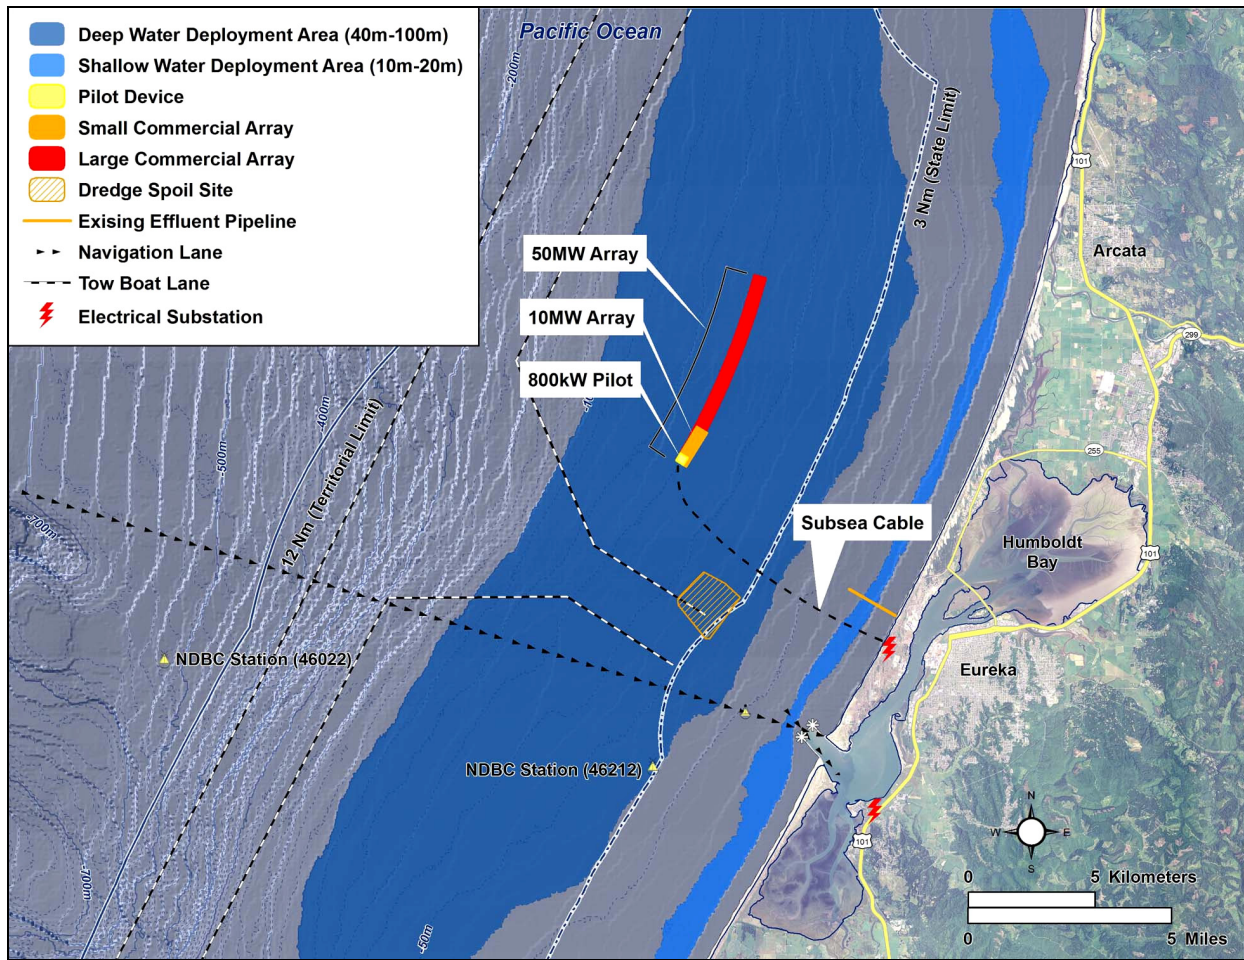 Pacific Ocean
Deep Water Deployment Area (40m-100m)
Shallow Water Deployment Area (10m-20m)
Pilot Device
Small Commercial Array
Large Commercial Array
Dredge Spoil Site
Exising Effluent Pipeline
Navigation Lane
Tow Boat Lane
Electrical Substation
-200m
3 Nm (State Limit)
101
Arcata
50MW Array
10MW Array
800kW Pilot
299
-400m
-500m
12 Nm (Territorial Limit)
255
-700m
Subsea Cable
Humboldt
Bay
101
NDBC Station (46022)
Eureka
NDBC Station (46212)
101
N
W
E
S
0
5 Kilometers
0
5 Miles
-700m
-50m